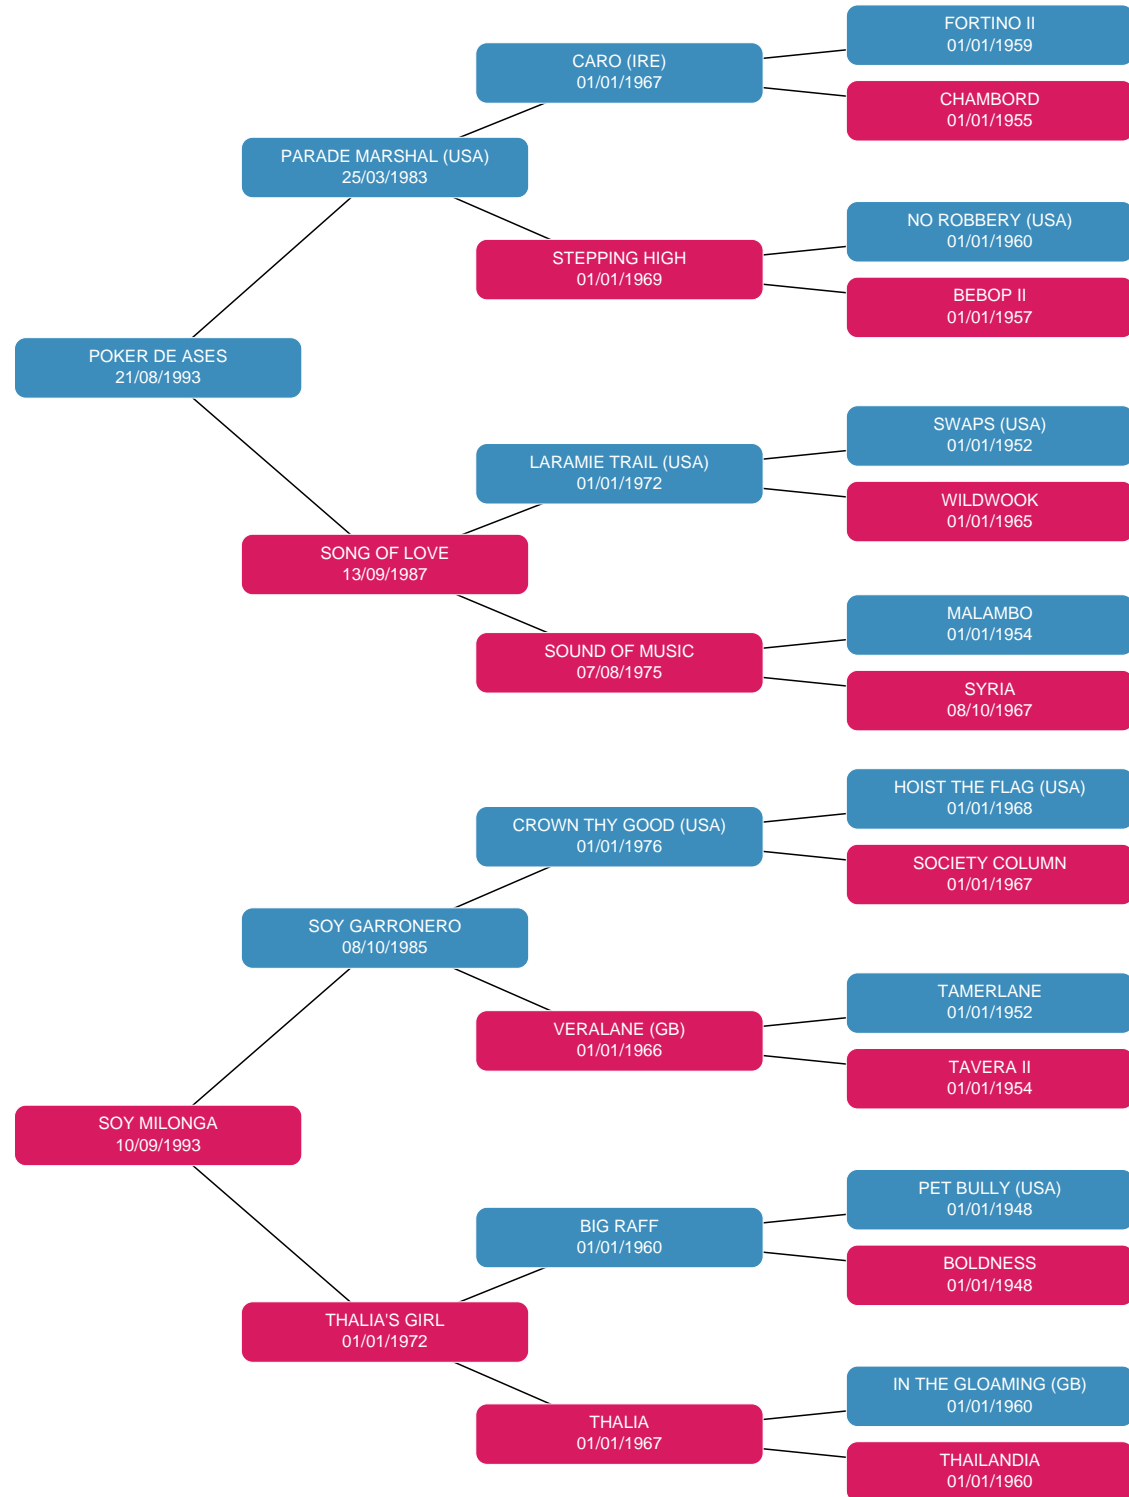 FORTINO II
01/01/1959
CARO (IRE)
01/01/1967
CHAMBORD
01/01/1955
PARADE MARSHAL (USA)
25/03/1983
NO ROBBERY (USA)
01/01/1960
STEPPING HIGH
01/01/1969
BEBOP II
01/01/1957
POKER DE ASES
21/08/1993
SWAPS (USA)
01/01/1952
LARAMIE TRAIL (USA)
01/01/1972
WILDWOOK
01/01/1965
SONG OF LOVE
13/09/1987
MALAMBO
01/01/1954
SOUND OF MUSIC
07/08/1975
SYRIA
08/10/1967
HOIST THE FLAG (USA)
01/01/1968
CROWN THY GOOD (USA)
01/01/1976
SOCIETY COLUMN
01/01/1967
SOY GARRONERO
08/10/1985
TAMERLANE
01/01/1952
VERALANE (GB)
01/01/1966
TAVERA II
01/01/1954
SOY MILONGA
10/09/1993
PET BULLY (USA)
01/01/1948
BIG RAFF
01/01/1960
BOLDNESS
01/01/1948
THALIA'S GIRL
01/01/1972
IN THE GLOAMING (GB)
01/01/1960
THALIA
01/01/1967
THAILANDIA
01/01/1960